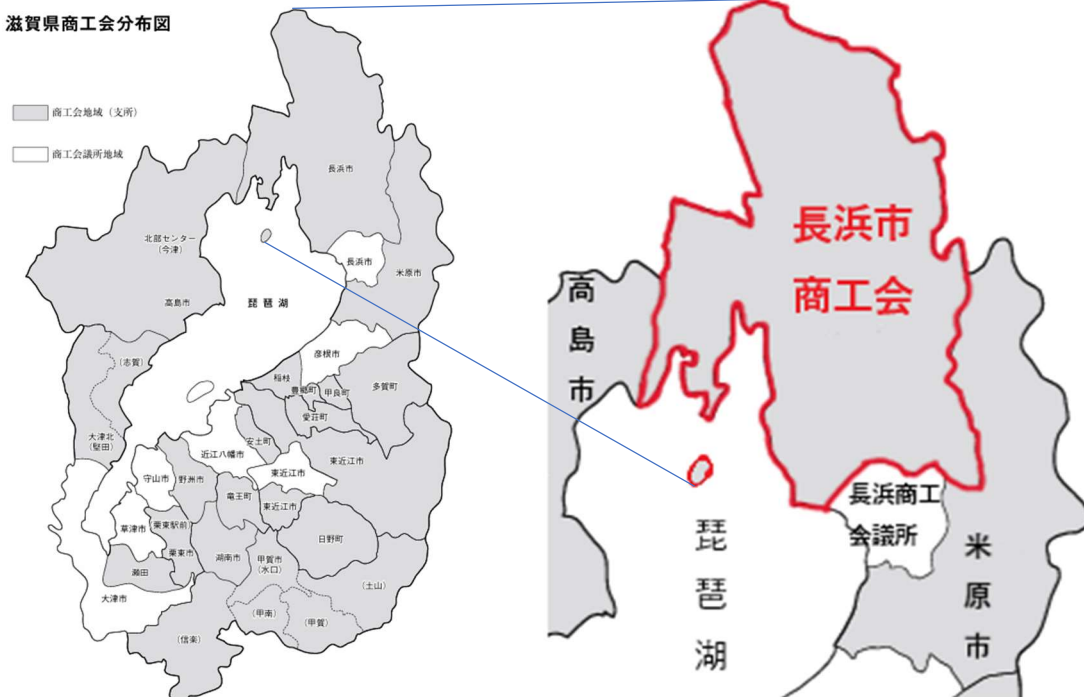 滋賀県商工会分布図
商工会地域（支所）
商工会議所地域
長浜市
北部センター
（今津）
長浜市
米原市
高島市
琵琶湖
（志賀）
彦根市
稲枝
豊郷町
甲良町
多賀町
愛荘町
大津北
（堅田）
安土町
近江八幡市
東近江市
東近江市
守山市
野洲市
竜王町
東近江市
草津市
栗東駅前
栗東市
湖南市
甲賀市
（水口）
日野町
瀬田
大津市
（土山）
（甲南）
（甲賀）
（信楽）
長浜市
商工会
高島市
長浜商工
会議所
米原市
琵琶湖